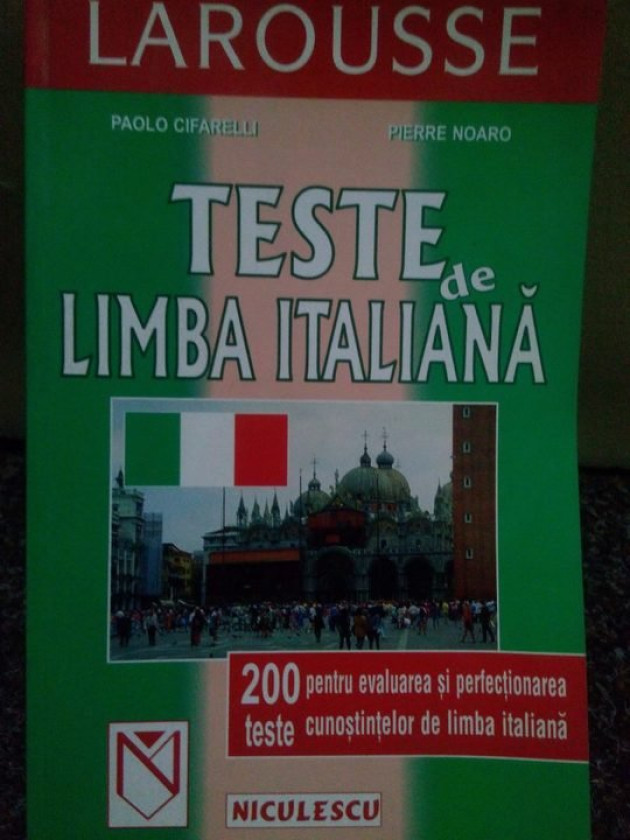 LAROUSSE
PAOLO CIFARELLI PIERRE NOARO
TESTE
de
LIMBA ITALIANĂ
200 pentru evaluarea și perfecționarea
teste cunoștințelor de limba italiană
NICULESCU